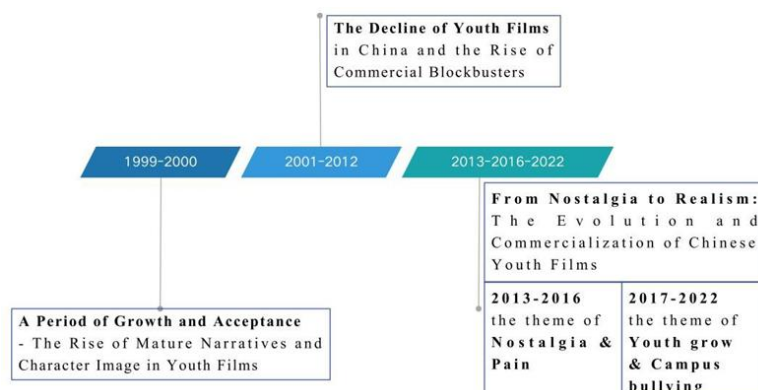 The Decline of Youth Films
in China and the Rise of
Commercial Blockbusters
1999-2000
2001-2012
2013-2016-2022
From Nostalgia to Realism:
The Evolution and
Commercialization of Chinese
Youth Films
A Period of Growth and Acceptance
- The Rise of Mature Narratives and
Character Image in Youth Films
2013-2016
the theme of
Nostalgia &
Pain
2017-2022
the theme of
Youth grow
& Campus
bullying